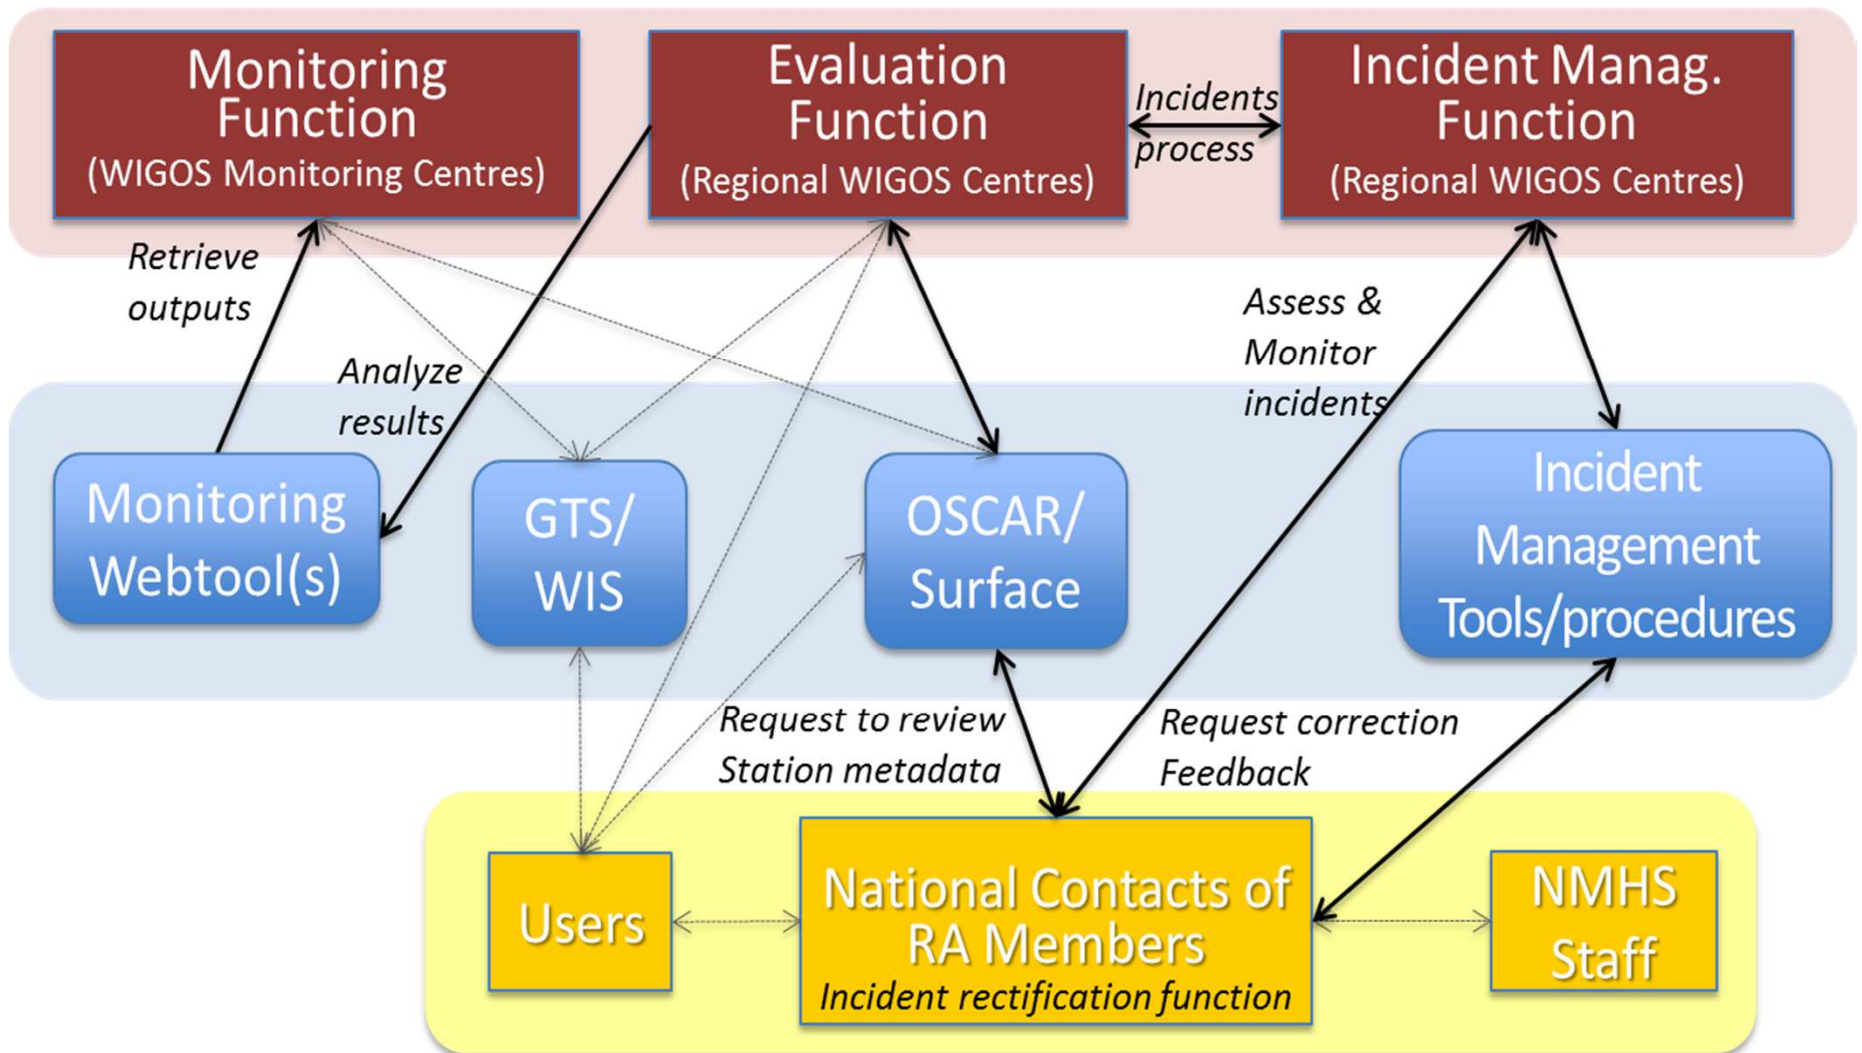 Monitoring
Function
(WIGOS Monitoring Centres)
Evaluation
Function
(Regional WIGOS Centres)
Incidents
process
Incident Manag.
Function
(Regional WIGOS Centres)
Retrieve
outputs
Analyze
results
Assess &
Monitor
incidents
Monitoring
Webtool(s)
GTS/
WIS
OSCAR/
Surface
Incident
Management
Tools/procedures
Request to review
Station metadata
Request correction
Feedback
Users
National Contacts of
RA Members
Incident rectification function
NMHS
Staff